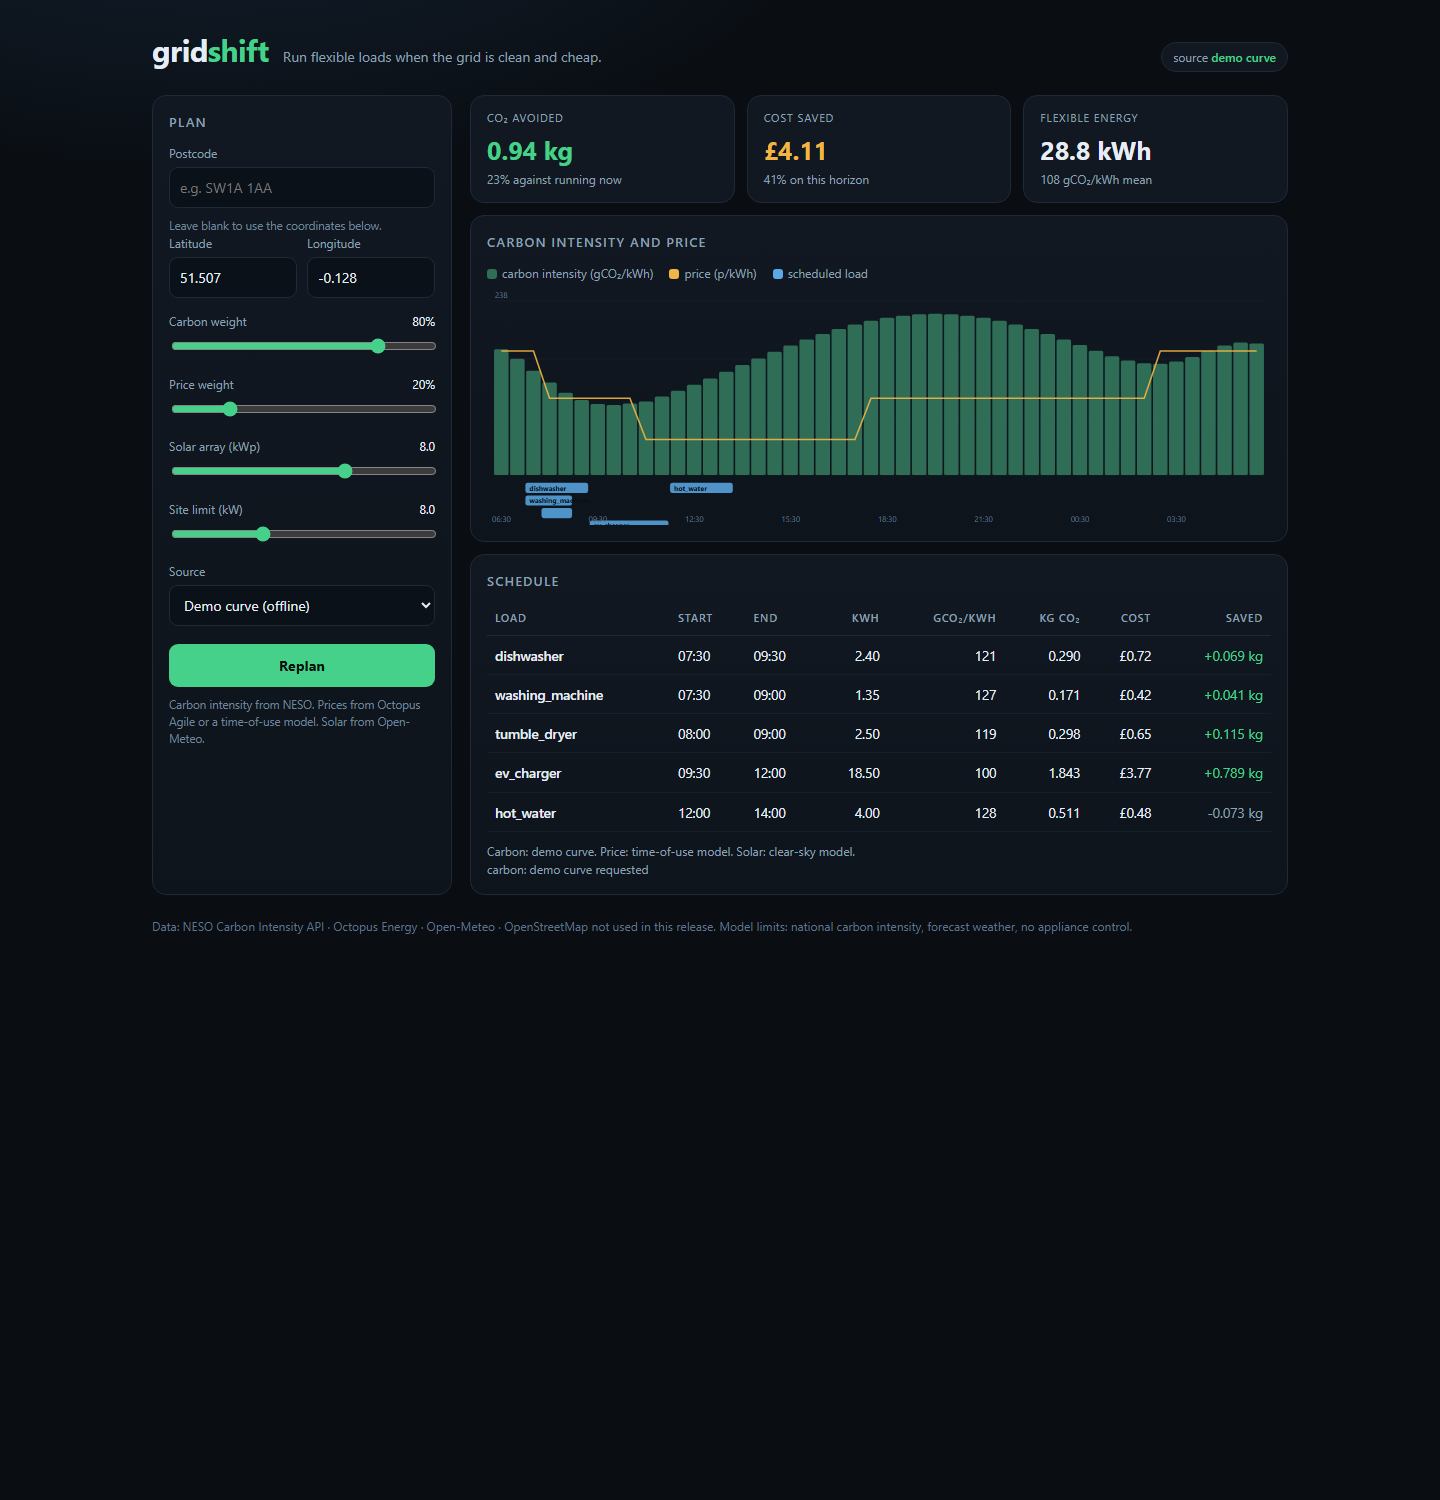 gridshift
Run flexible loads when the grid is clean and cheap.
source demo curve
PLAN
Postcode
e.g. SW1A 1AA
Leave blank to use the coordinates below.
Latitude
Longitude
51.507
-0.128
Carbon weight
80%
Price weight
20%
Solar array (kWp)
8.0
Site limit (kW)
8.0
Source
Demo curve (offline)
Replan
Carbon intensity from NESO. Prices from Octopus
Agile or a time-of-use model. Solar from Open-
Meteo.
CO₂ AVOIDED
0.94 kg
23% against running now
COST SAVED
£4.11
41% on this horizon
FLEXIBLE ENERGY
28.8 kWh
108 gCO₂/kWh mean
CARBON INTENSITY AND PRICE
carbon intensity (gCO₂/kWh)
price (p/kWh)
scheduled load
238
dishwasher
hot_water
washing_mac
06:30 09:30 12:30 15:30 18:30 21:30 00:30 03:30
SCHEDULE
LOAD START END KWH GCO₂/KWH KG CO₂ COST SAVED
dishwasher 07:30 09:30 2.40 121 0.290 £0.72 +0.069 kg
washing_machine 07:30 09:00 1.35 127 0.171 £0.42 +0.041 kg
tumble_dryer 08:00 09:00 2.50 119 0.298 £0.65 +0.115 kg
ev_charger 09:30 12:00 18.50 100 1.843 £3.77 +0.789 kg
hot_water 12:00 14:00 4.00 128 0.511 £0.48 -0.073 kg
Carbon: demo curve. Price: time-of-use model. Solar: clear-sky model.
carbon: demo curve requested
Data: NESO Carbon Intensity API · Octopus Energy · Open-Meteo · OpenStreetMap not used in this release. Model limits: national carbon intensity, forecast weather, no appliance control.